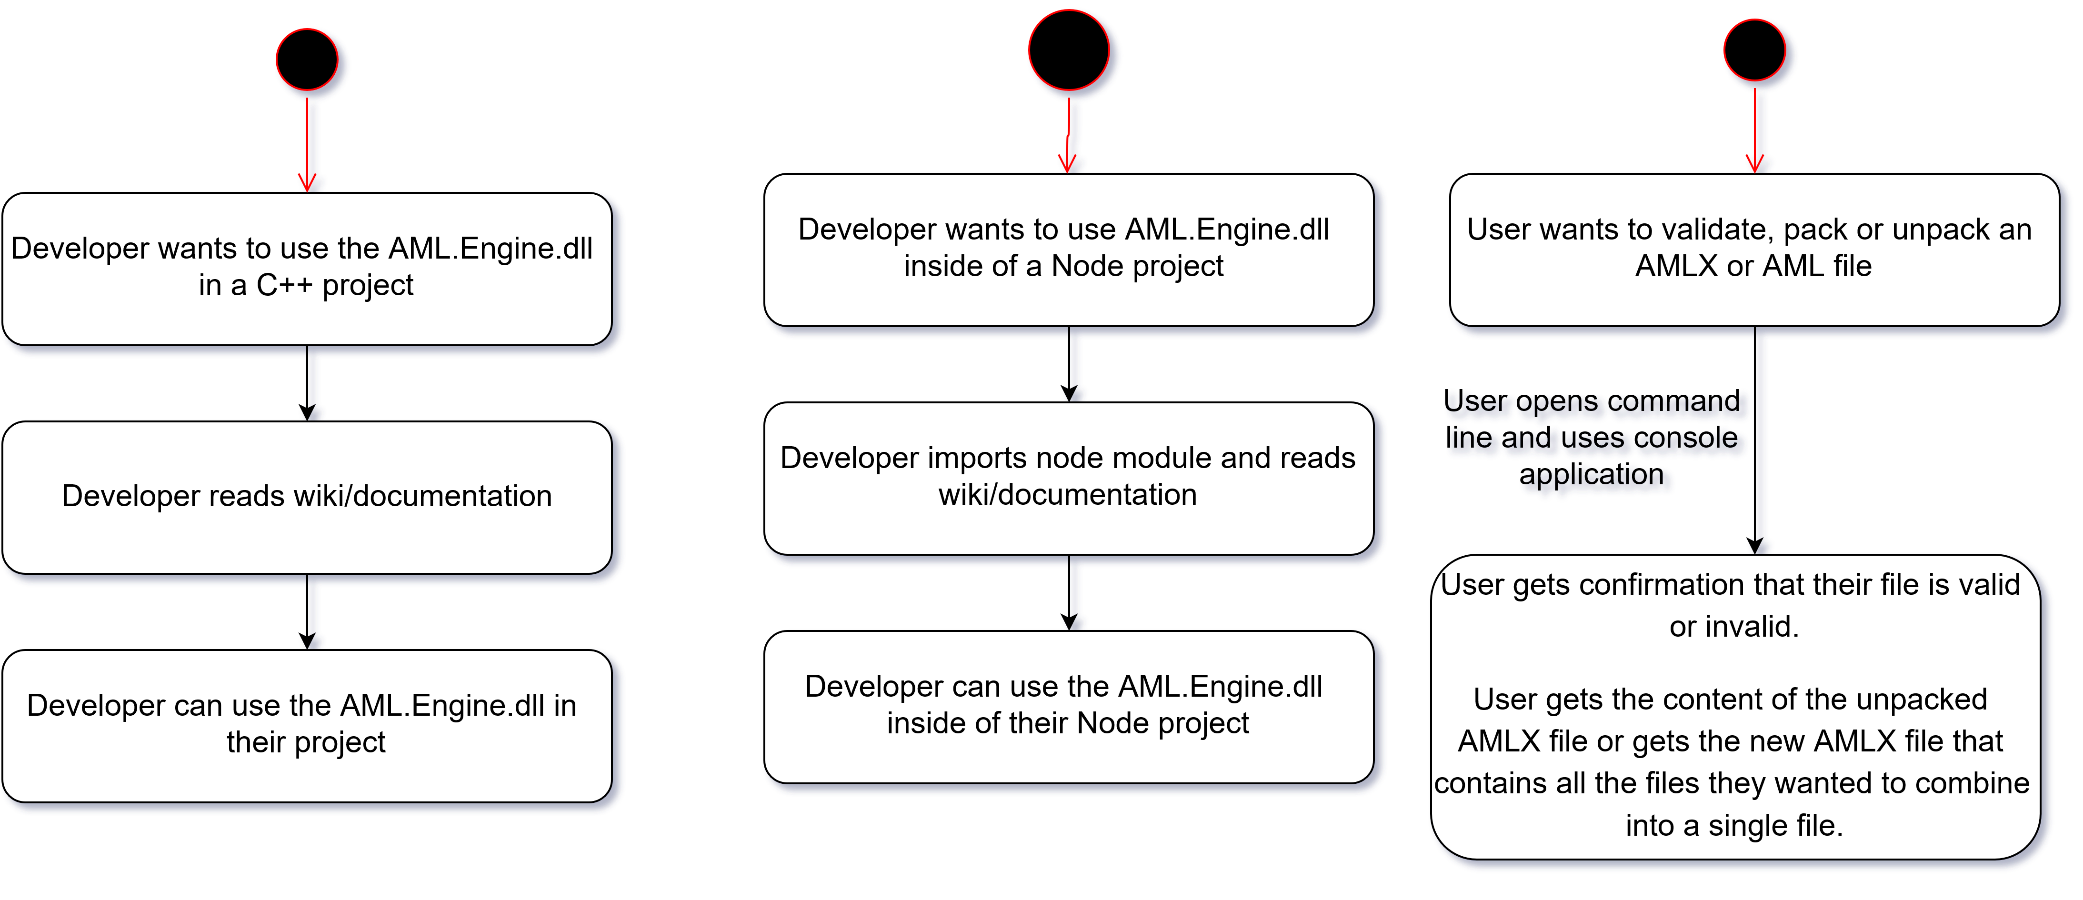 Developer wants to use the AML.Engine.dll
in a C++ project
Developer reads wiki/documentation
Developer can use the AML.Engine.dll in
their project
Developer wants to use AML.Engine.dll
inside of a Node project
Developer imports node module and reads
wiki/documentation
Developer can use the AML.Engine.dll
inside of their Node project
User wants to validate, pack or unpack an
AMLX or AML file
User opens command
line and uses console
application
User gets confirmation that their file is valid
or invalid.
User gets the content of the unpacked
AMLX file or gets the new AMLX file that
contains all the files they wanted to combine
into a single file.